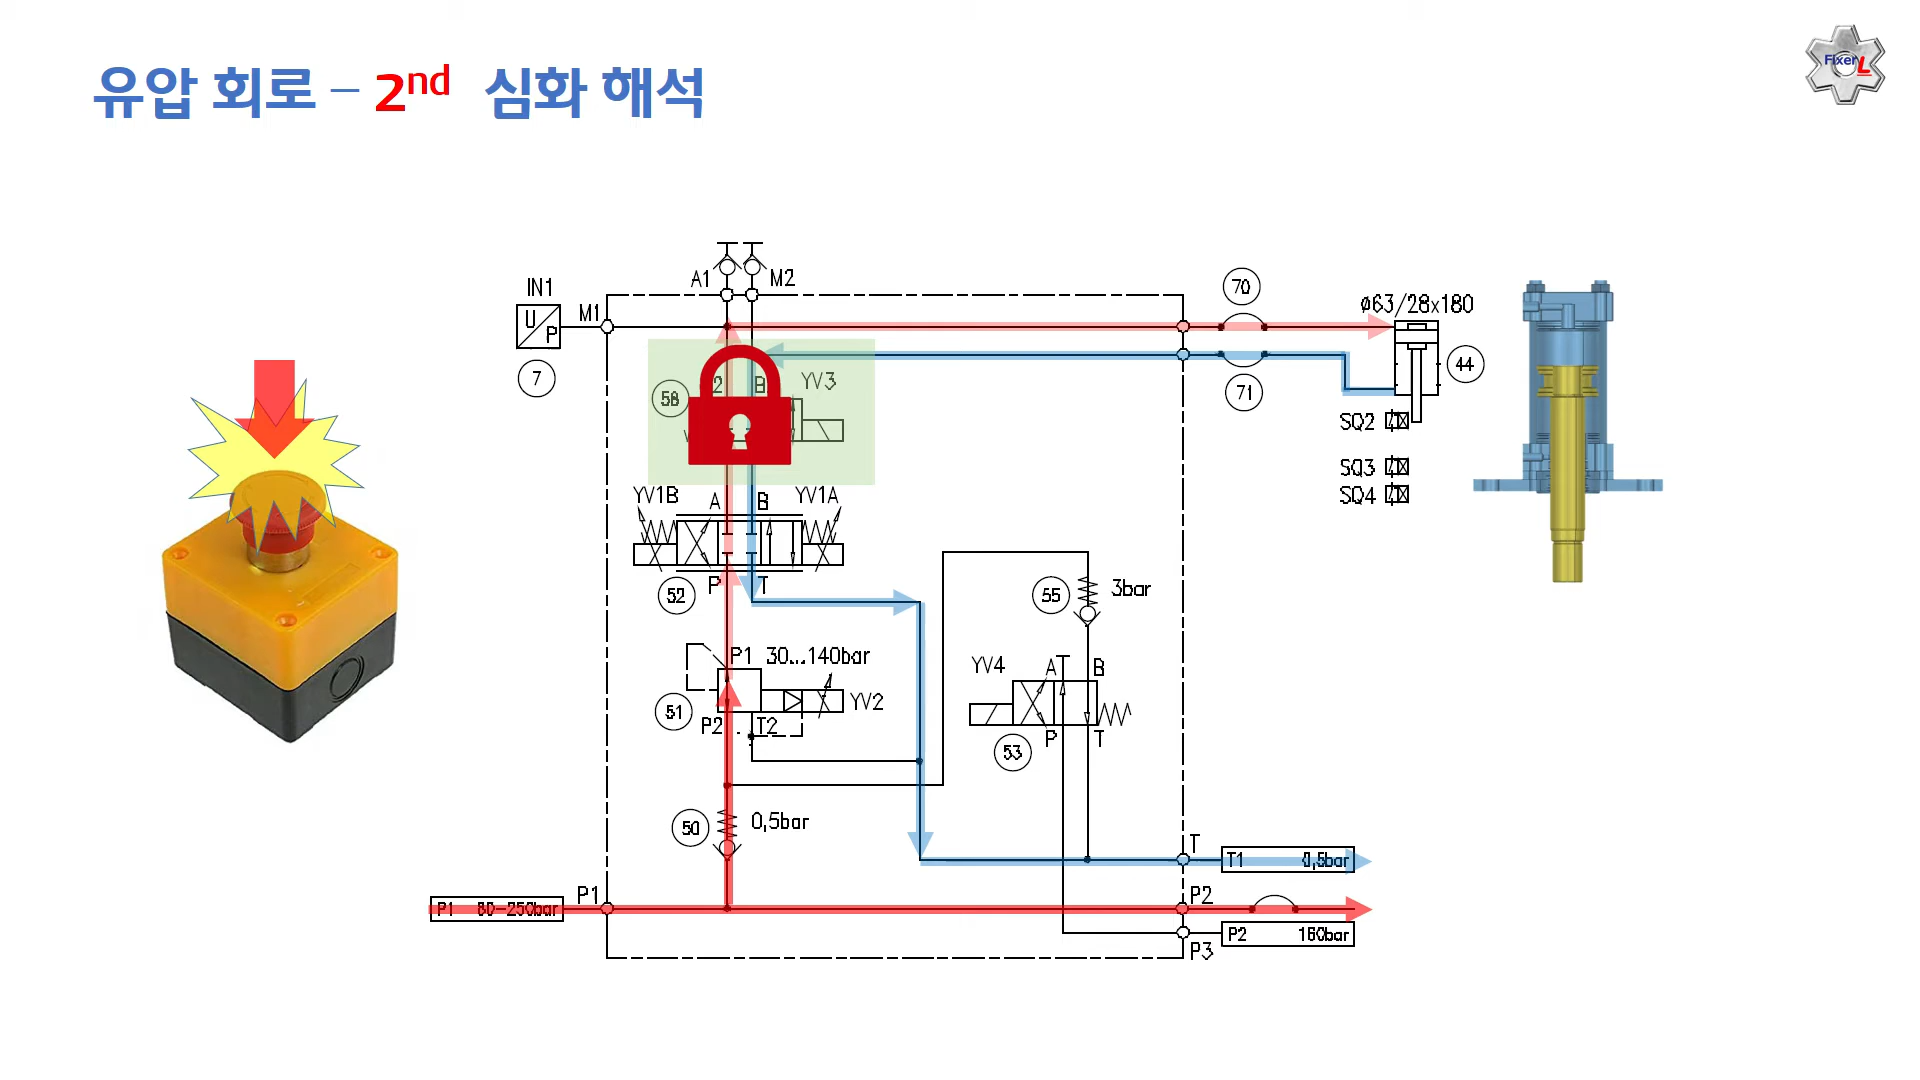 유압 회로 – 2nd 심화 해석
Fixer L
A1 M2
IN1
U
P
M1
7
70
ø63/28x180
44
71
2 B YV3
58
SQ2
SQ3
SQ4
YV1B A B YV1A
P T
52
55 3bar
P1 30...140bar
YV4 A B
51 YV2
P2 T2
P T
53
50 0,5bar
T
T1 0,5bar
P1
P2
P1 80-250bar
P2 160bar
P3